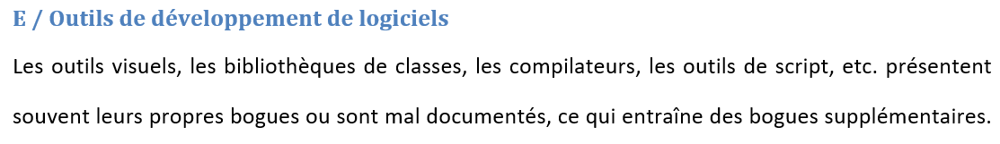 E / Outils de développement de logiciels
Les outils visuels, les bibliothèques de classes, les compilateurs, les outils de script, etc. présentent
souvent leurs propres bogues ou sont mal documentés, ce qui entraîne des bogues supplémentaires.